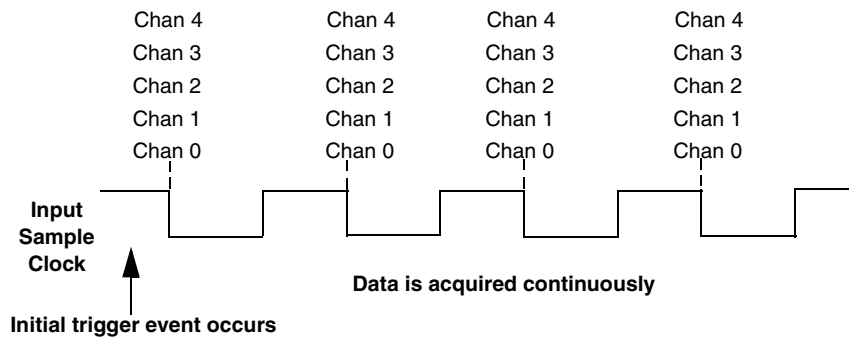 Chan 4 Chan 4 Chan 4 Chan 4
Chan 3 Chan 3 Chan 3 Chan 3
Chan 2 Chan 2 Chan 2 Chan 2
Chan 1 Chan 1 Chan 1 Chan 1
Chan 0 Chan 0 Chan 0 Chan 0
Input
Sample
Clock
Data is acquired continuously
Initial trigger event occurs